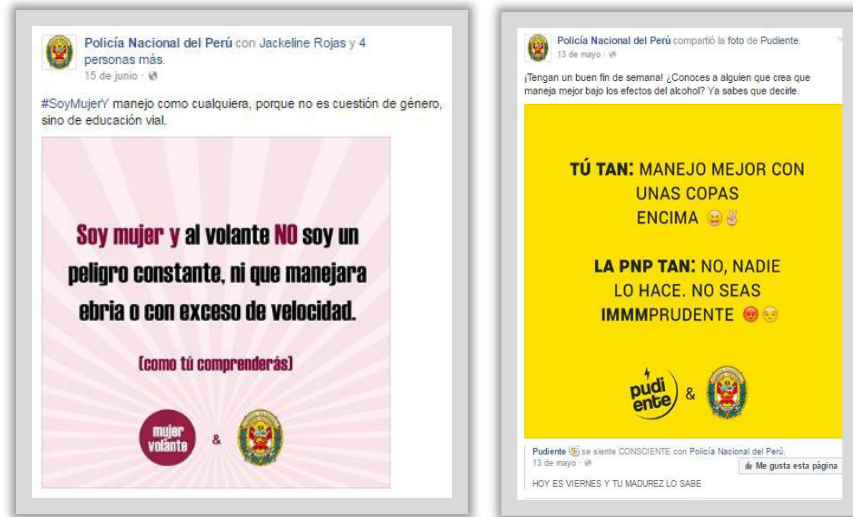 Policía Nacional del Perú con Jackeline Rojas y 4
personas más.
15 de junio ·
#SoyMujerY manejo como cualquiera, porque no es cuestión de género,
sino de educación vial.
Soy mujer y al volante NO soy un
peligro constante, ni que manejara
ebria o con exceso de velocidad.
(como tú comprenderás)
mujer
volante
&
Policía Nacional del Perú compartió la foto de Pudiente.
13 de mayo ·
¡Tengan un buen fin de semana! ¿Conoces a alguien que crea que
maneja mejor bajo los efectos del alcohol? Ya sabes que decirle.
TÚ TAN: MANEJO MEJOR CON
UNAS COPAS
ENCIMA 😝✌
LA PNP TAN: NO, NADIE
LO HACE. NO SEAS
IMMMPRUDENTE 😡😒
pudi
ente
&
Pudiente se siente CONSCIENTE con Policía Nacional del Perú.
13 de mayo ·
Me gusta esta página
HOY ES VIERNES Y TU MADUREZ LO SABE